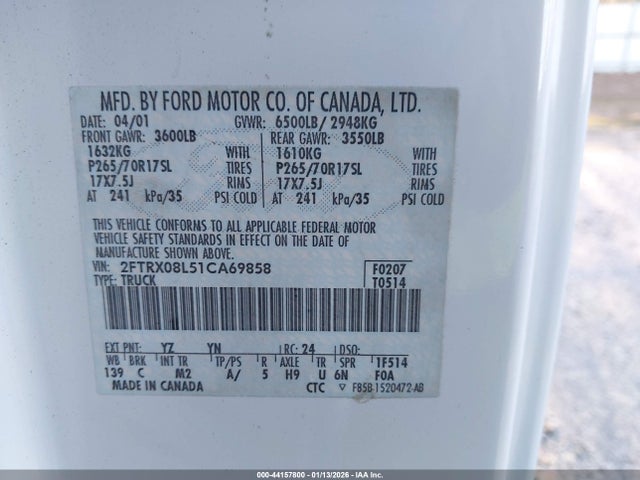 MFD. BY FORD MOTOR CO. OF CANADA, LTD.
DATE: 04/01 GVWR: 6500LB/ 2948KG
FRONT GAWR: 3600LB REAR GAWR: 3550LB
1632KG WITH 1610KG WITH
P265/70R17SL TIRES P265/70R17SL TIRES
17X7.5J RIMS 17X7.5J RIMS
AT 241 kPa/35 PSI COLD AT 241 kPa/35 PSI COLD
THIS VEHICLE CONFORMS TO ALL APPLICABLE FEDERAL MOTOR
VEHICLE SAFETY STANDARDS IN EFFECT ON THE DATE OF
MANUFACTURE SHOWN ABOVE.
VIN: 2FTRX08L51CA69858 F0207
TYPE: TRUCK T0514
EXT PNT: YZ YN RC: 24 DSO:
WB BRK INT TR TP/PS R AXLE TR SPR 1F514
139 C M2 A/ 5 H9 U 6N F0A
MADE IN CANADA CTC F85B-1520472-AB
000-44157800 - 01/13/2026 - IAA Inc.